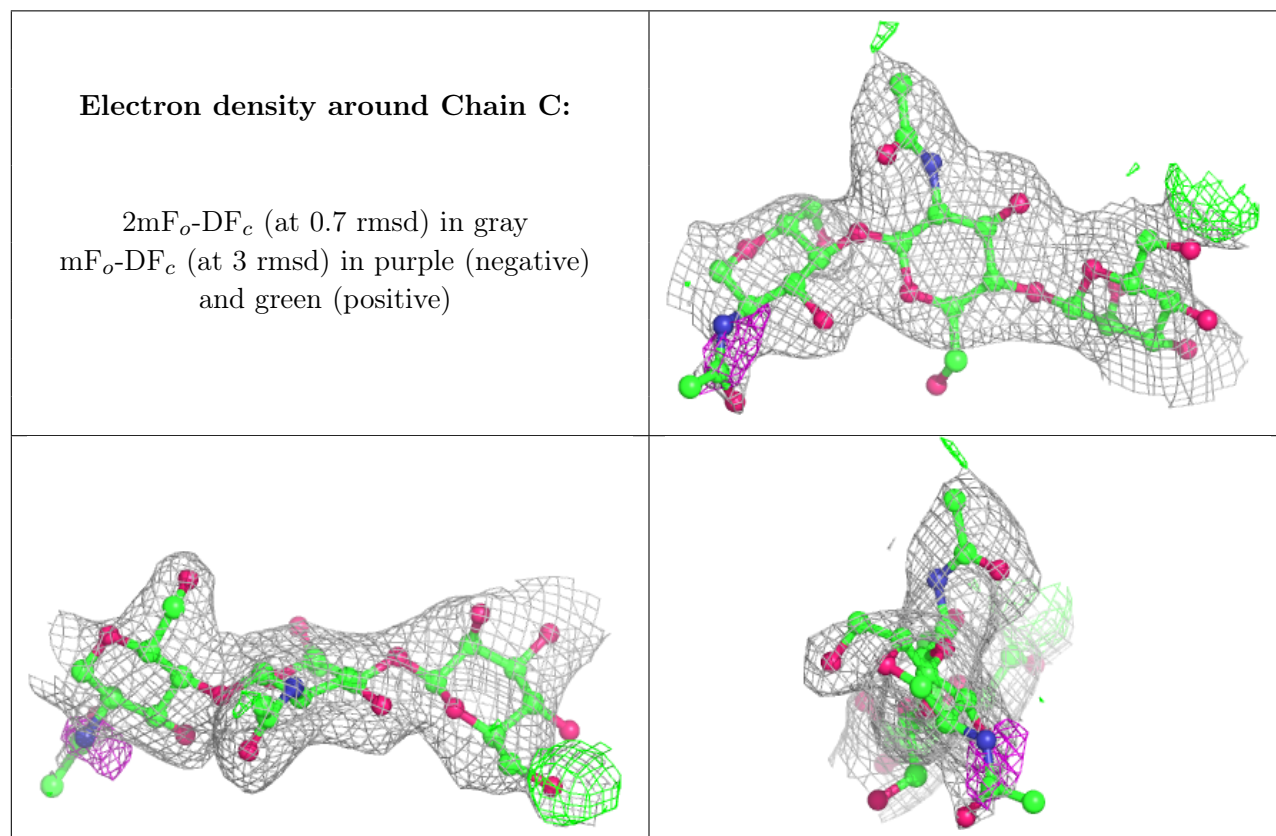 Electron density around Chain C:
2mFₒ-DF𝒸 (at 0.7 rmsd) in gray
mFₒ-DF𝒸 (at 3 rmsd) in purple (negative)
and green (positive)